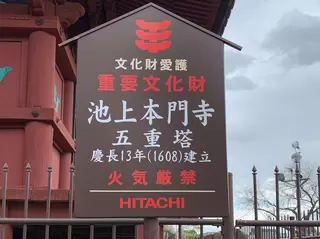 文化財愛護
重要文化財
池上本門寺
五重塔
慶長13年(1608)建立
火気厳禁
HITACHI